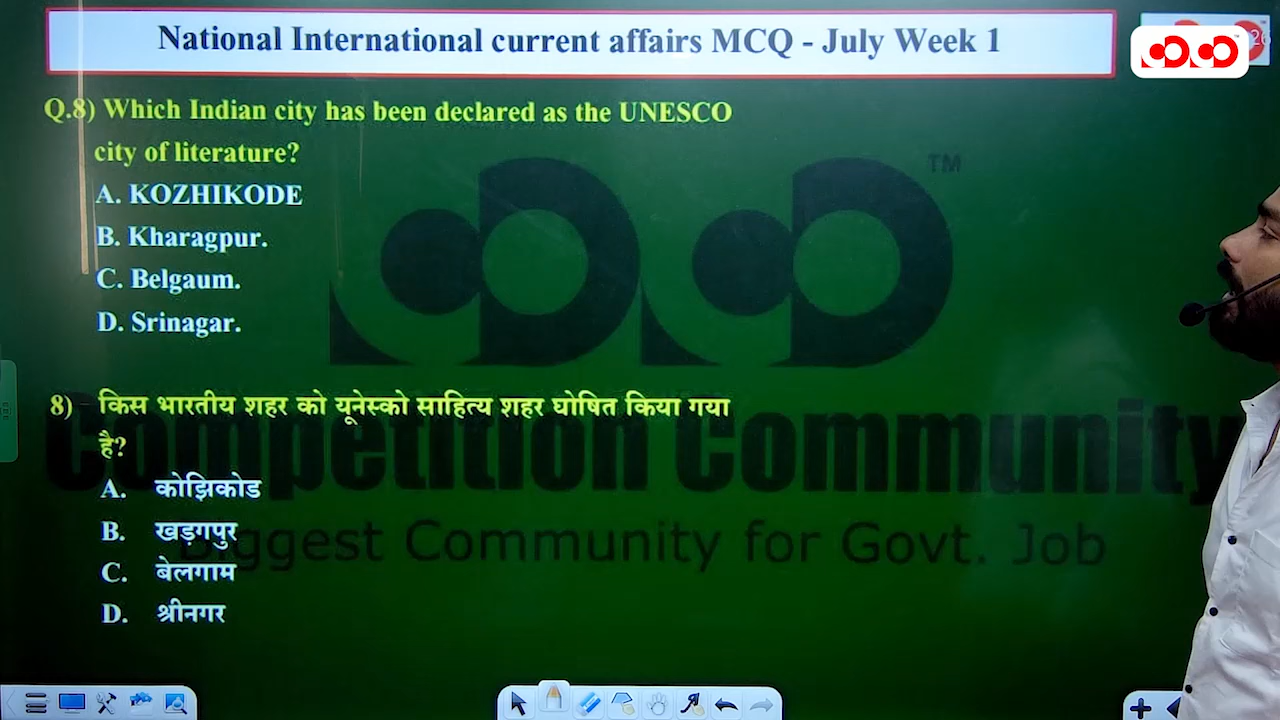 National International current affairs MCQ - July Week 1
Q.8) Which Indian city has been declared as the UNESCO
city of literature?
A. KOZHIKODE
B. Kharagpur.
C. Belgaum.
D. Srinagar.
TM
8) किस भारतीय शहर को यूनेस्को साहित्य शहर घोषित किया गया
है?
A. कोझिकोड
B. खड़गपुर
C. बेलगाम
D. श्रीनगर
Competition Community
Biggest Community for Govt. Job